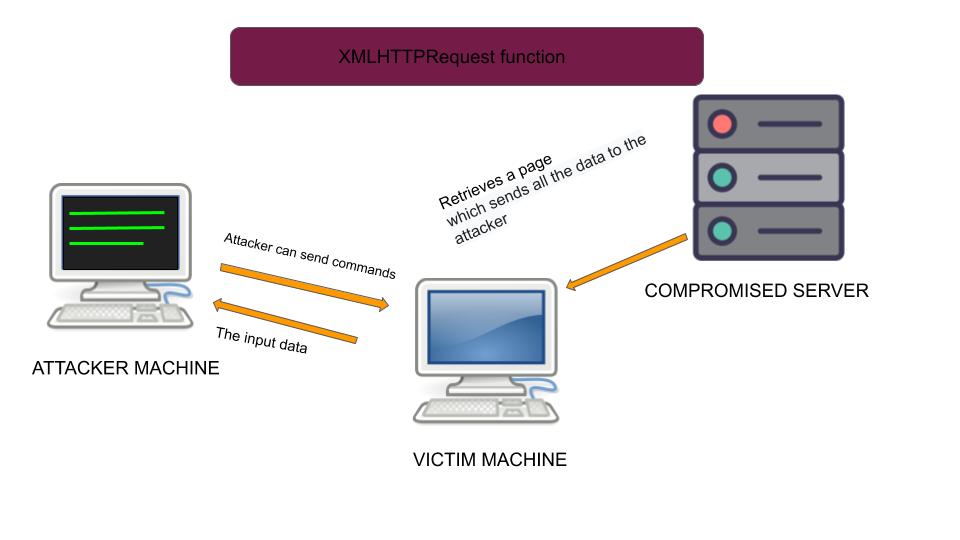 XMLHTTPRequest function
Retrieves a page
which sends all the data to the
attacker
Attacker can send commands
The input data
COMPROMISED SERVER
ATTACKER MACHINE
VICTIM MACHINE